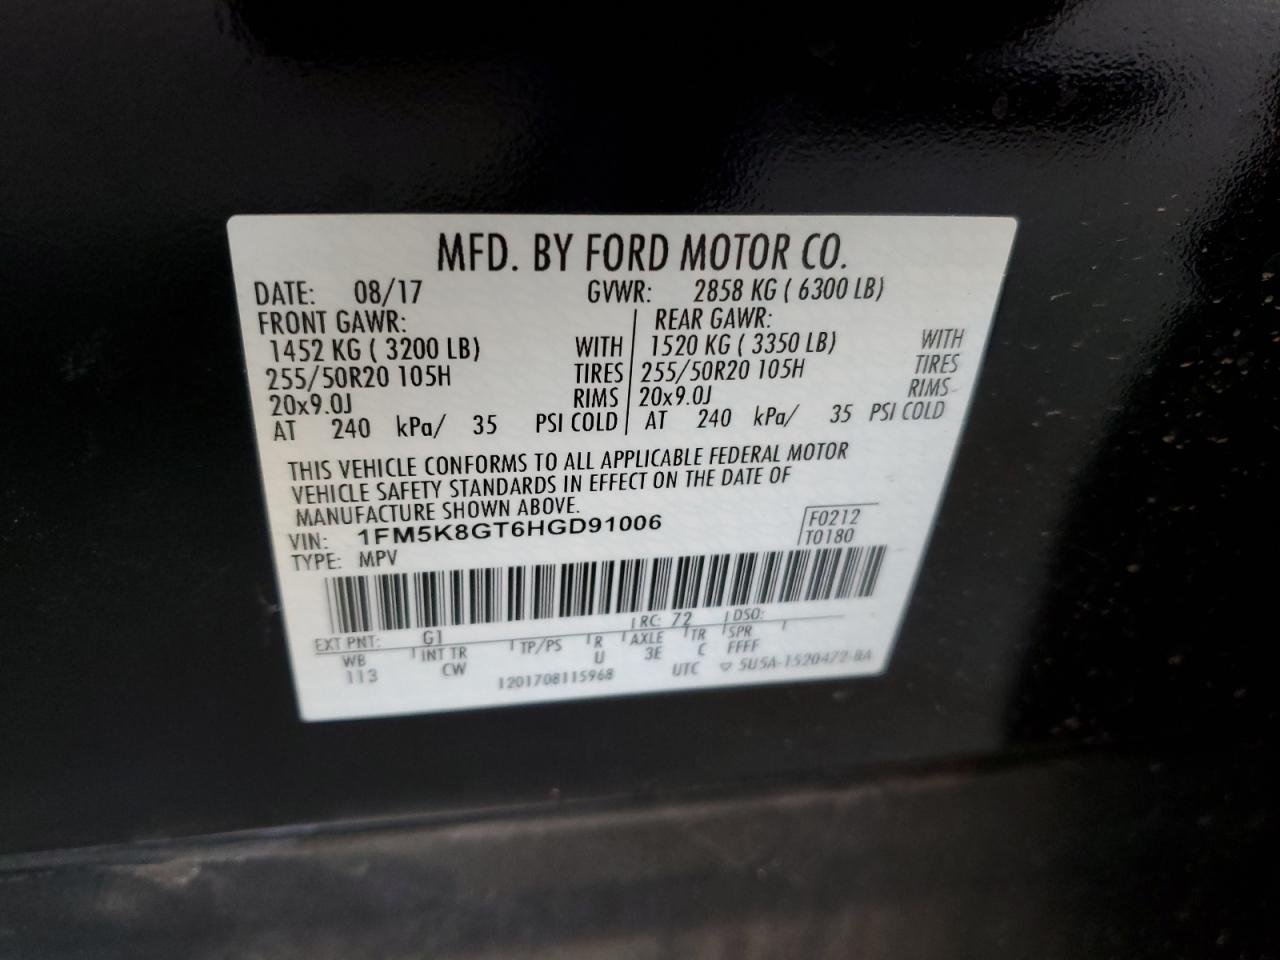 MFD. BY FORD MOTOR CO.
DATE: 08/17 GVWR: 2858 KG ( 6300 LB)
FRONT GAWR: REAR GAWR:
1452 KG ( 3200 LB) WITH 1520 KG ( 3350 LB) WITH
255/50R20 105H TIRES 255/50R20 105H TIRES
20x9.0J RIMS 20x9.0J RIMS
AT 240 kPa/ 35 PSI COLD AT 240 kPa/ 35 PSI COLD
THIS VEHICLE CONFORMS TO ALL APPLICABLE FEDERAL MOTOR
VEHICLE SAFETY STANDARDS IN EFFECT ON THE DATE OF
MANUFACTURE SHOWN ABOVE.
VIN: 1FM5K8GT6HGD91006 F0212
TYPE: MPV T0180
EXT PNT: G1 RC: 72 DSO:
WB INT TR TP/PS R AXLE TR SPR
113 CW U 3E C FFFF
1201708115968 UTC ▽ 5U5A-1520472-BA